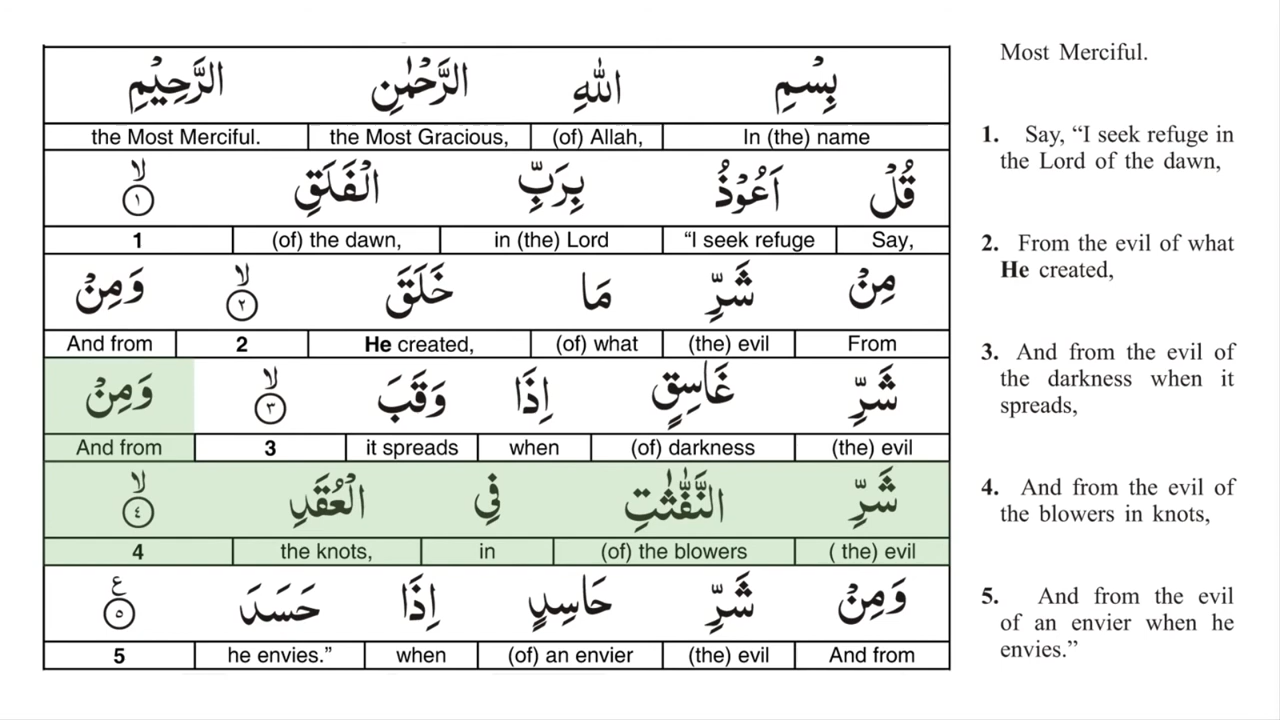 بِسْمِ اللهِ الرَّحْمٰنِ الرَّحِيْمِ
In (the) name (of) Allah, the Most Gracious, the Most Merciful.
قُلْ اَعُوْذُ بِرَبِّ الْفَلَقِ ۙ ١
Say, “I seek refuge in (the) Lord (of) the dawn, 1
مِنْ شَرِّ مَا خَلَقَ ۙ ٢ وَمِنْ
From (the) evil (of) what He created, 2 And from
شَرِّ غَاسِقٍ اِذَا وَقَبَ ۙ ٣ وَمِنْ
(the) evil (of) darkness when it spreads 3 And from
شَرِّ النَّفّٰثٰتِ فِي الْعُقَدِ ۙ ٤
( the) evil (of) the blowers in the knots, 4
وَمِنْ شَرِّ حَاسِدٍ اِذَا حَسَدَ ع ٥
And from (the) evil (of) an envier when he envies.” 5
Most Merciful.
1. Say, “I seek refuge in
the Lord of the dawn,
2. From the evil of what
He created,
3. And from the evil of
the darkness when it
spreads,
4. And from the evil of
the blowers in knots,
5. And from the evil
of an envier when he
envies.”